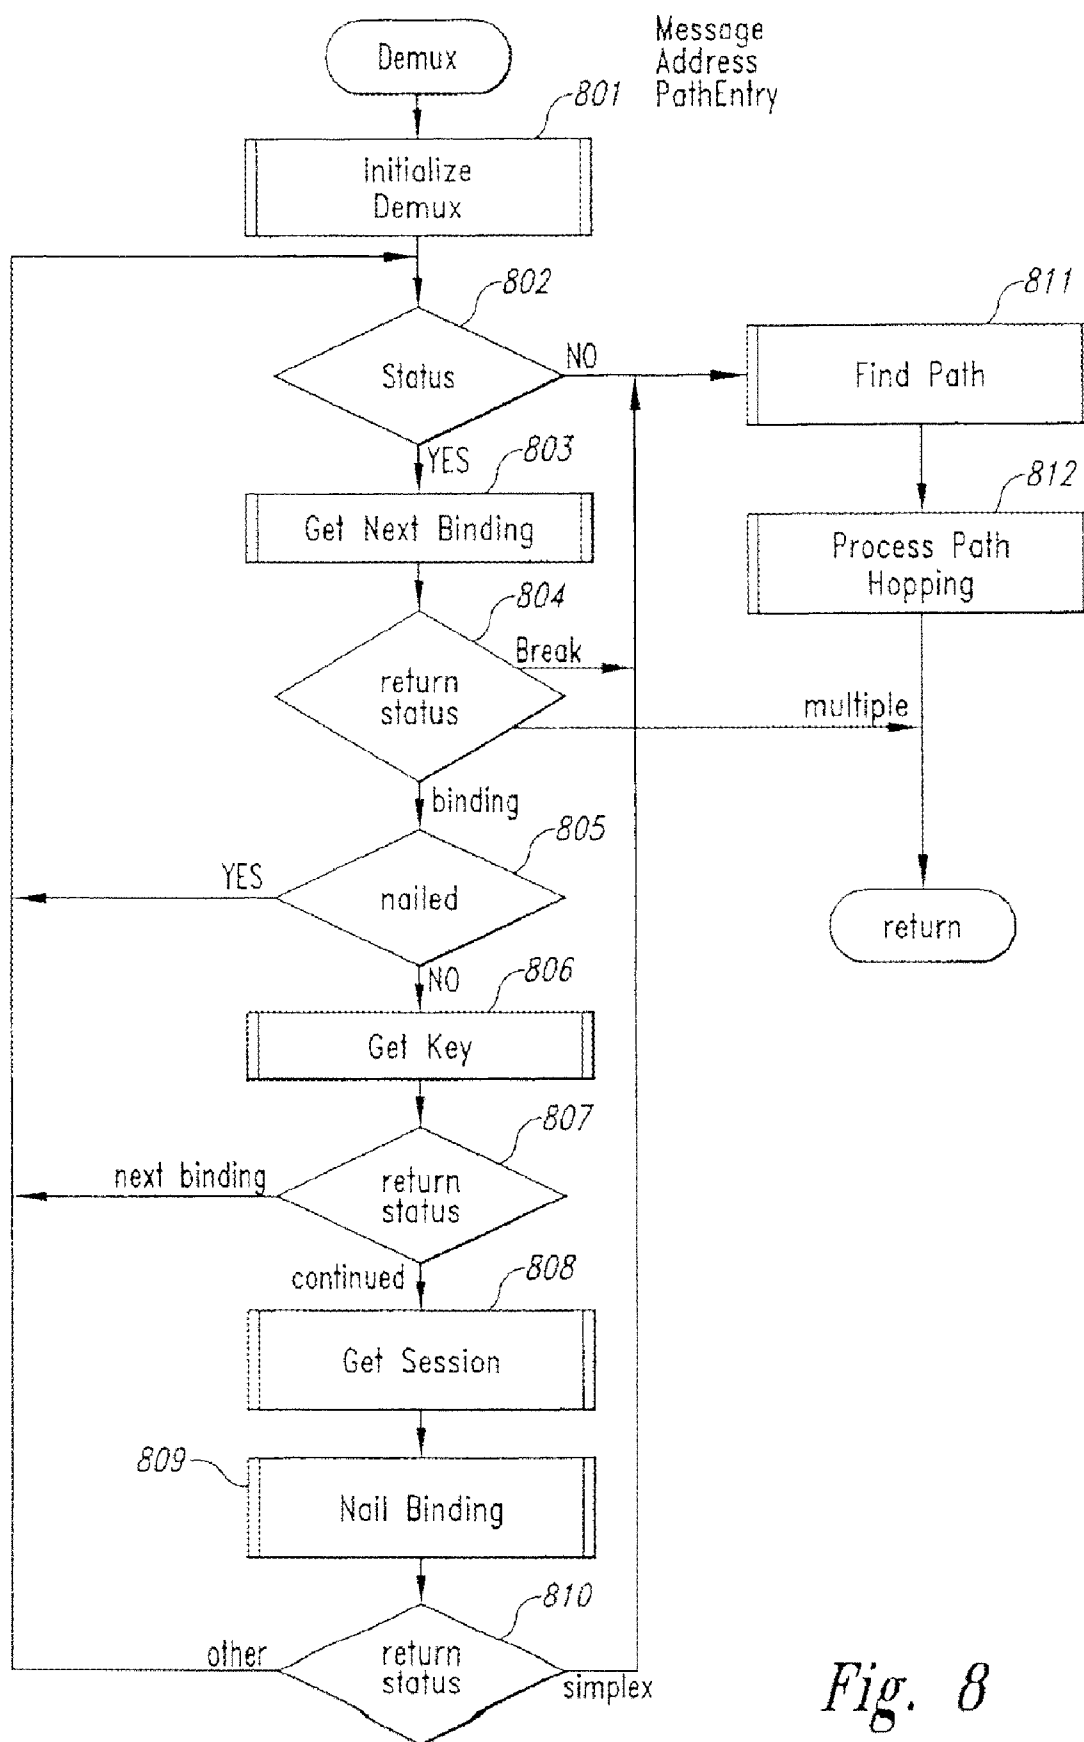 Demux
Message
Address
PathEntry
801
Initialize
Demux
802
Status
NO
YES
811
Find Path
803
Get Next Binding
812
Process Path
Hopping
804
return
status
Break
multiple
binding
805
nailed
YES
NO
return
806
Get Key
807
return
status
next binding
continued
808
Get Session
809
Nail Binding
810
return
status
other
simplex
Fig. 8